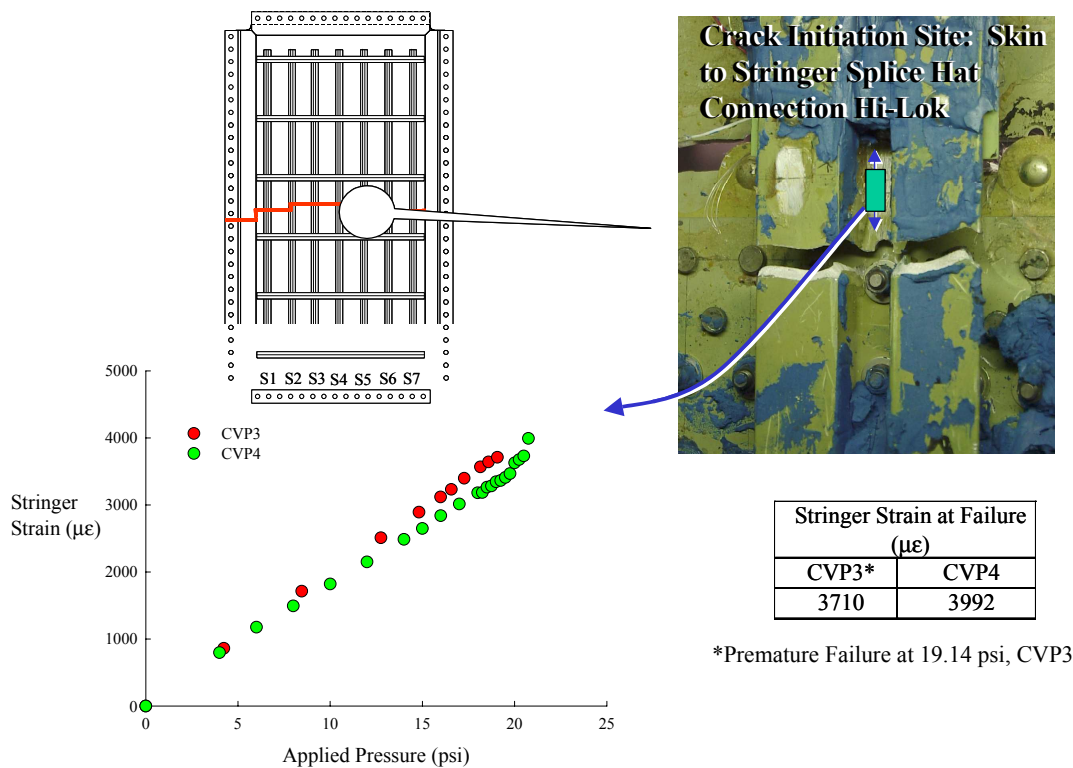 Crack Initiation Site: Skin
to Stringer Splice Hat
Connection Hi-Lok
S1 S2 S3 S4 S5 S6 S7
5000
4000
3000
2000
1000
0
CVP3
CVP4
Stringer
Strain (με)
0 5 10 15 20 25
Applied Pressure (psi)
Stringer Strain at Failure
(με)
CVP3* CVP4
3710 3992
*Premature Failure at 19.14 psi, CVP3